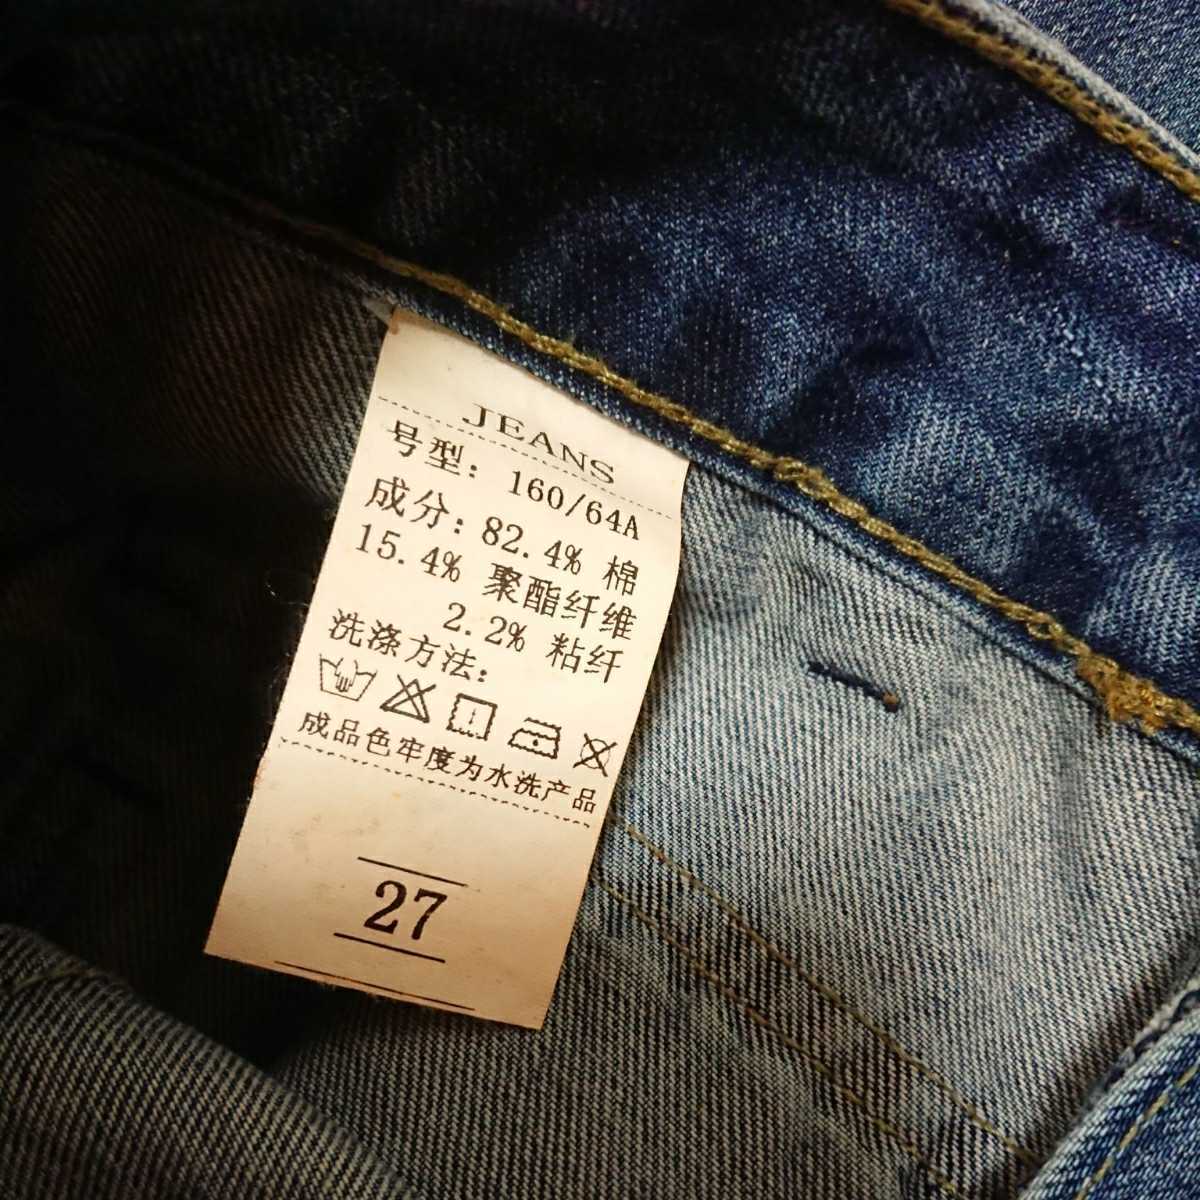 JEANS
号型: 160/64A
成分: 82.4% 棉
15.4% 聚酯纤维
2.2% 粘纤
洗涤方法:
成品色牢度为水洗产品
27